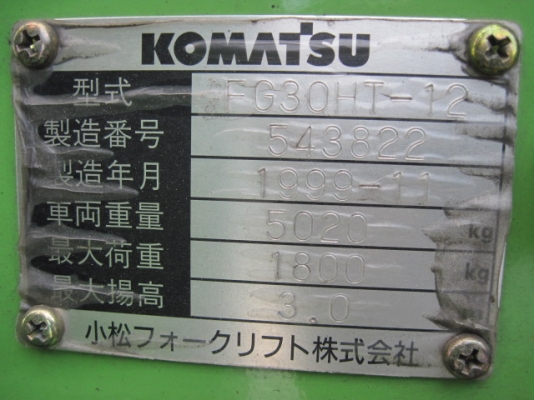 KOMATSU
型式 FG30HT-12
製造番号 543822
製造年月 1999-11
車両重量 5020 kg
最大荷重 1800 kg
最大揚高 3.0
小松フォークリフト株式会社